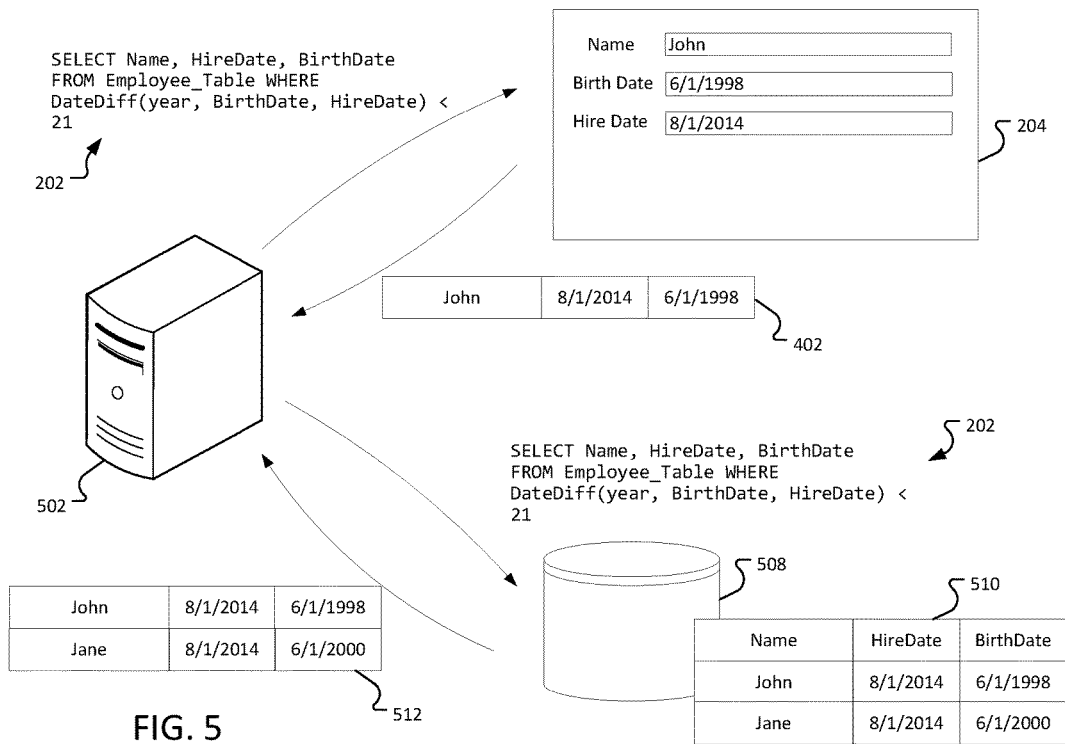 SELECT Name, HireDate, BirthDate
FROM Employee_Table WHERE
DateDiff(year, BirthDate, HireDate) <
21
202
Name John
Birth Date 6/1/1998
Hire Date 8/1/2014
204
John 8/1/2014 6/1/1998
402
502
202
SELECT Name, HireDate, BirthDate
FROM Employee_Table WHERE
DateDiff(year, BirthDate, HireDate) <
21
508
510
John 8/1/2014 6/1/1998
Jane 8/1/2014 6/1/2000
512
Name HireDate BirthDate
John 8/1/2014 6/1/1998
Jane 8/1/2014 6/1/2000
FIG. 5